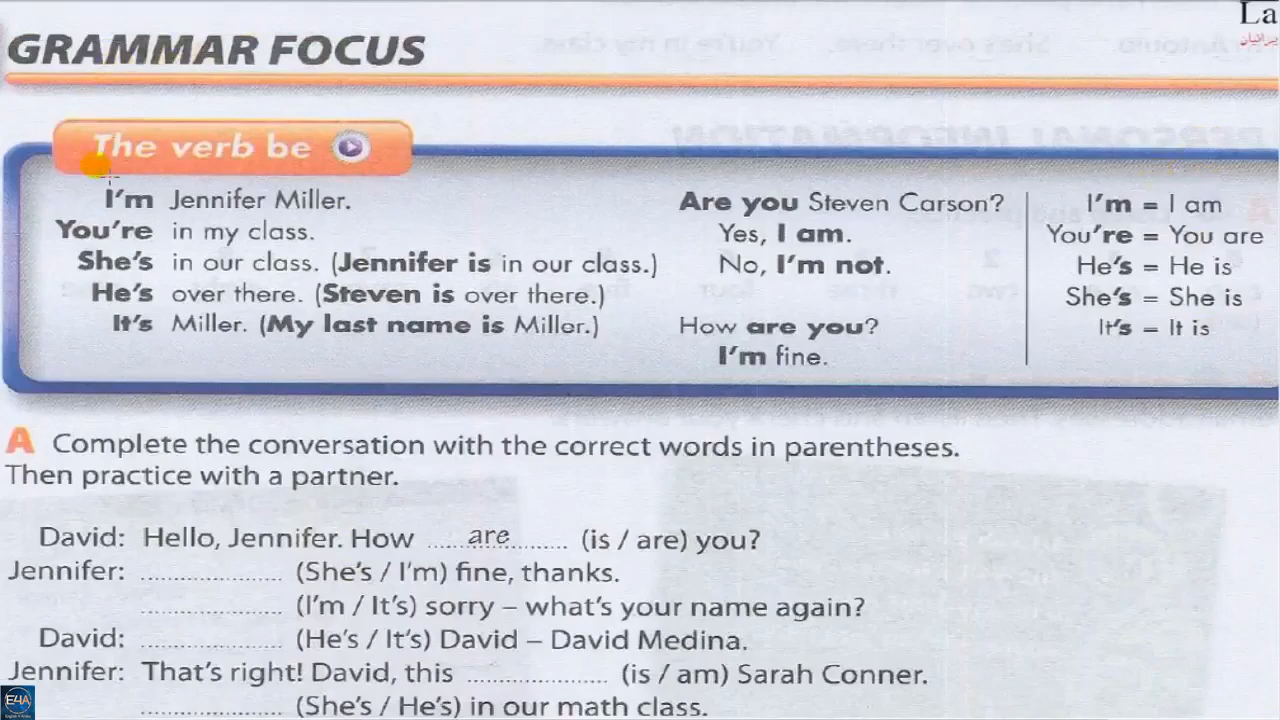 La
GRAMMAR FOCUS
The verb be
I'm Jennifer Miller.
You're in my class.
She's in our class. (Jennifer is in our class.)
He's over there. (Steven is over there.)
It's Miller. (My last name is Miller.)
Are you Steven Carson?
Yes, I am.
No, I'm not.
How are you?
I'm fine.
I'm = I am
You're = You are
He's = He is
She's = She is
It's = It is
A Complete the conversation with the correct words in parentheses.
Then practice with a partner.
David: Hello, Jennifer. How ......are........ (is / are) you?
Jennifer: ..................... (She's / I'm) fine, thanks.
..................... (I'm / It's) sorry – what's your name again?
David: ..................... (He's / It's) David – David Medina.
Jennifer: That's right! David, this ..................... (is / am) Sarah Conner.
..................... (She's / He's) in our math class.
E4A